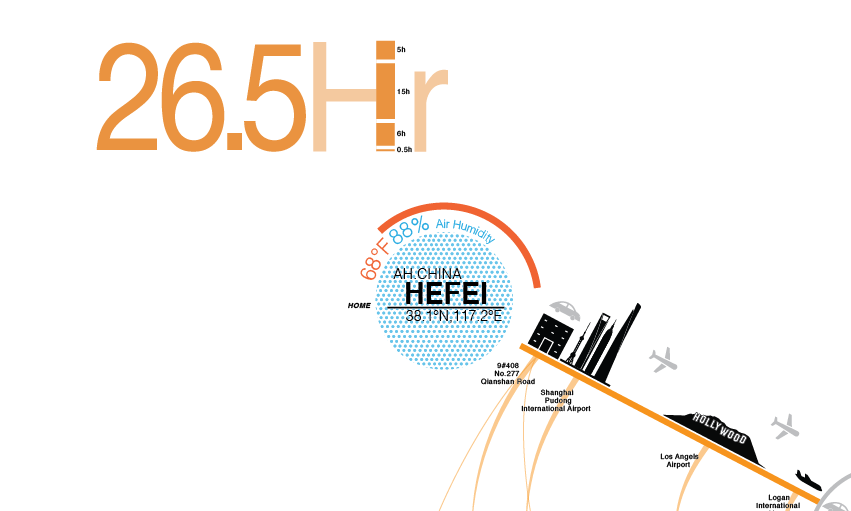 26.5Hr
5h
15h
6h
0.5h
68°F 88% Air Humidity
AH.CHINA
HEFEI
HOME
38.1°N,117.2°E
9#408
No.277
Qianshan Road
Shanghai
Pudong
International Airport
HOLLYWOOD
Los Angels
Airport
Logan
International